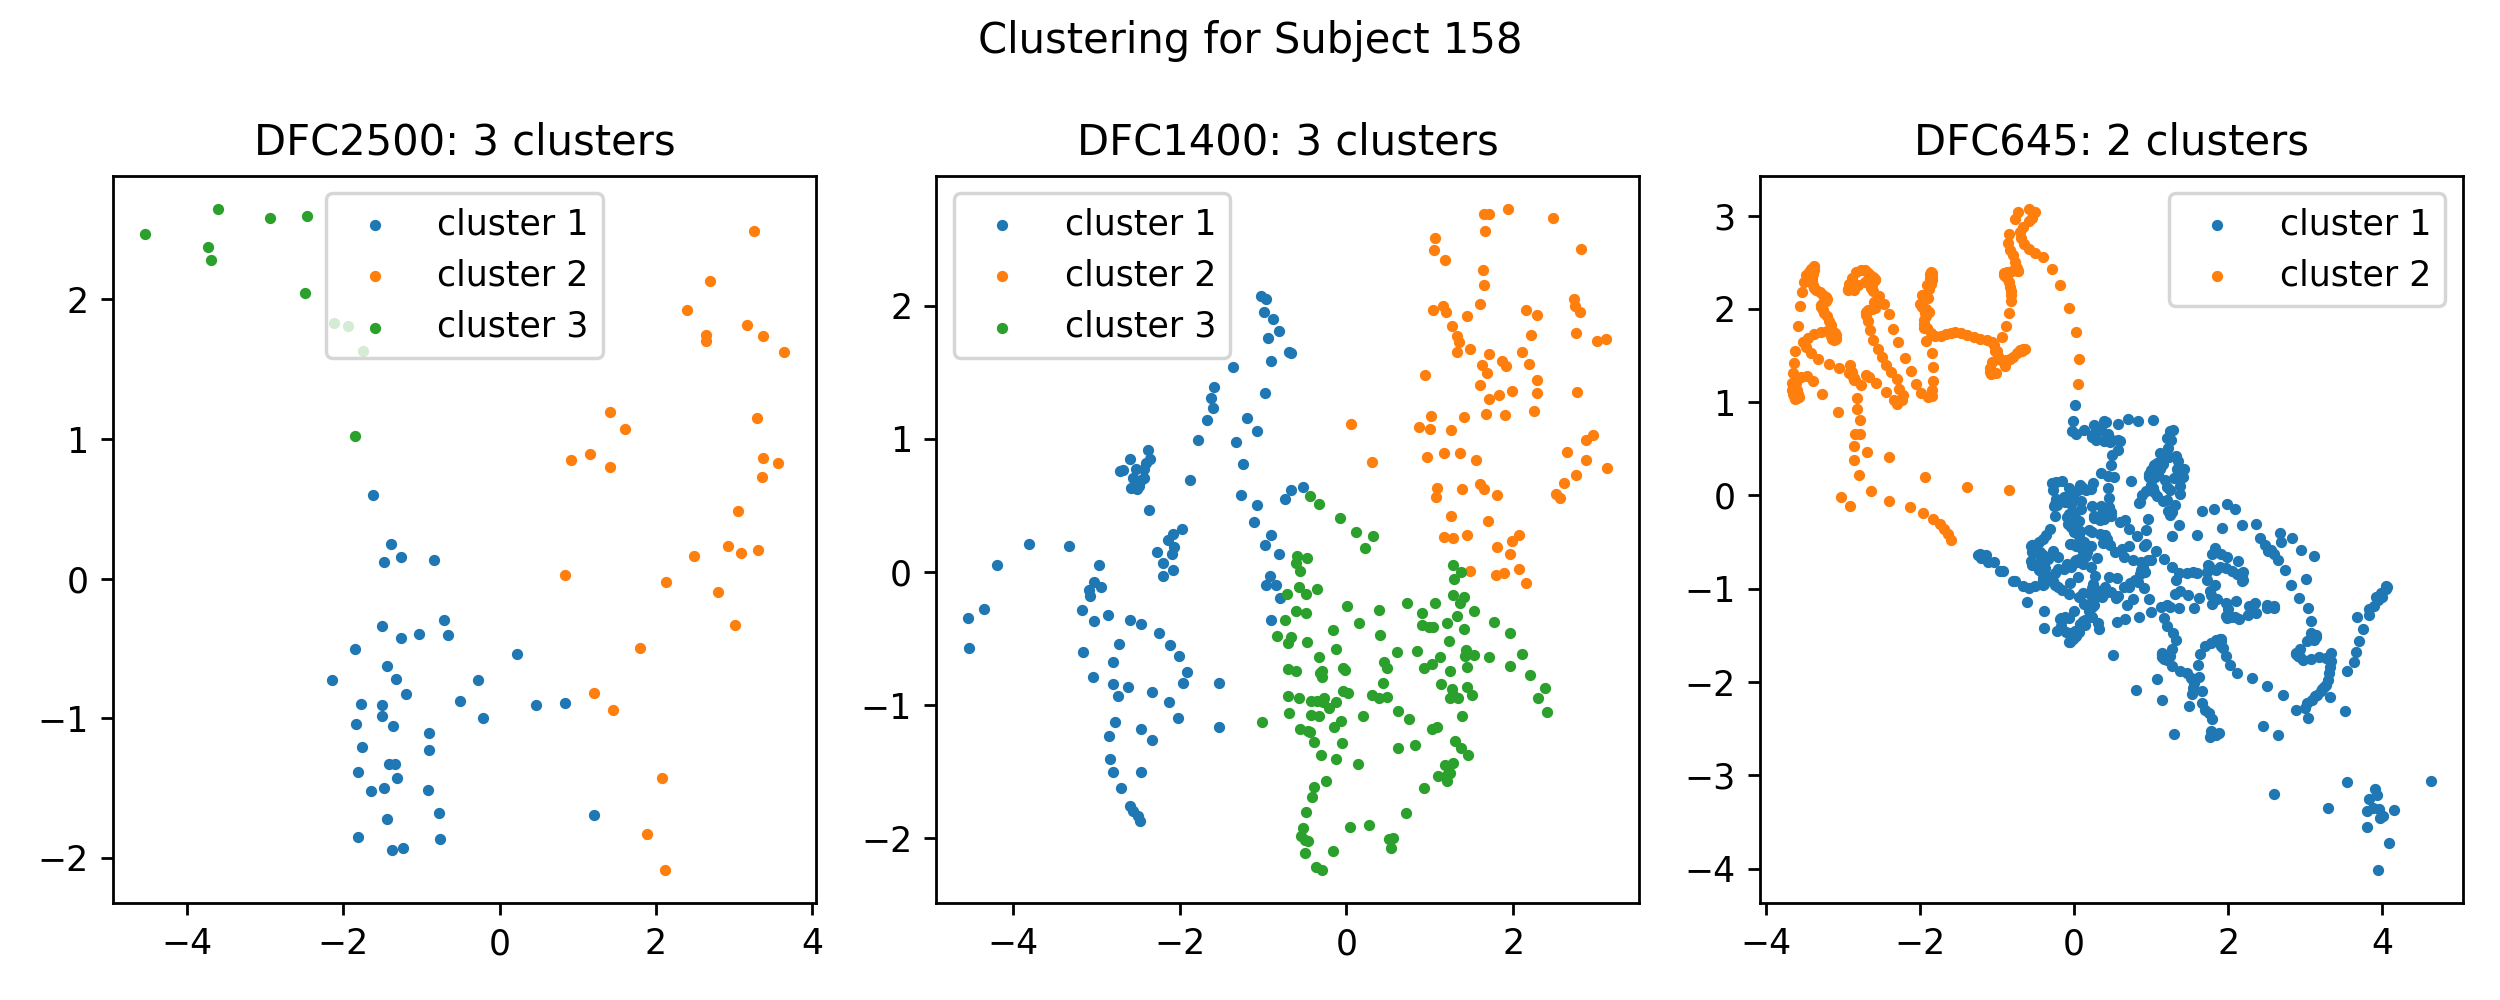 Clustering for Subject 158
DFC2500: 3 clusters
cluster 1
cluster 2
cluster 3
2
1
0
−1
−2
−4
−2
0
2
4
DFC1400: 3 clusters
cluster 1
cluster 2
cluster 3
2
1
0
−1
−2
−4
−2
0
2
DFC645: 2 clusters
cluster 1
cluster 2
3
2
1
0
−1
−2
−3
−4
−4
−2
0
2
4